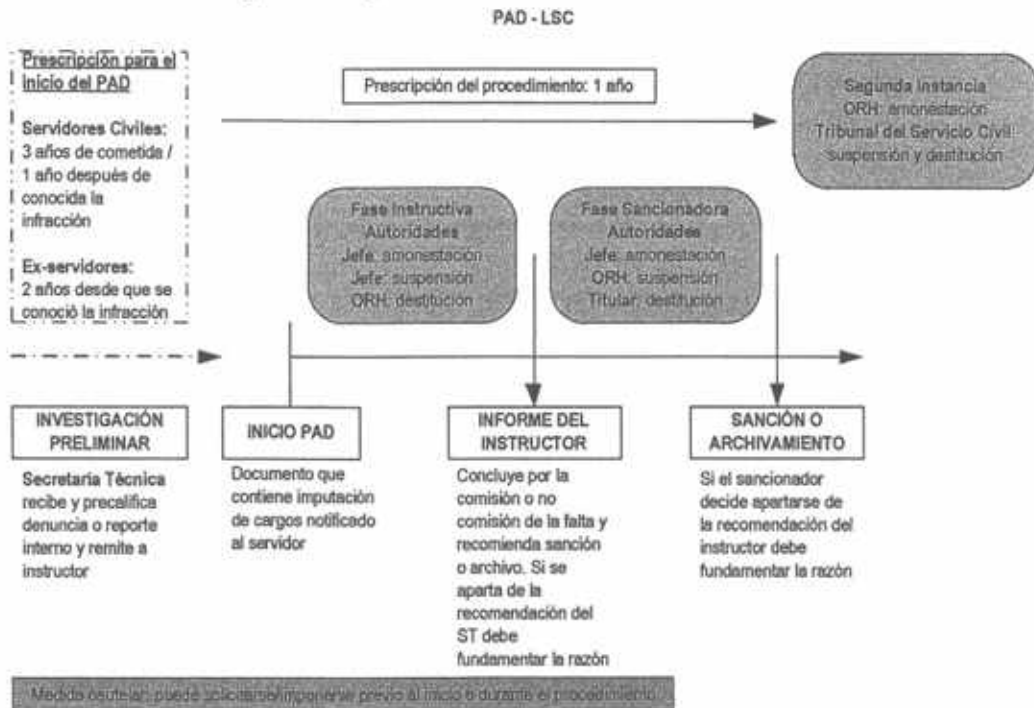 PAD - LSC
Prescripción para el
Inicio del PAD
Servidores Civiles:
3 años de cometida /
1 año después de
conocida la
infracción
Ex-servidores:
2 años desde que se
conoció la infracción
Prescripción del procedimiento: 1 año
Segunda Instancia
ORH: amonestación
Tribunal del Servicio Civil:
suspensión y destitución
Fase Instructiva
Autoridades
Jefe: amonestación
Jefe: suspensión
ORH: destitución
Fase Sancionadora
Autoridades
Jefe: amonestación
ORH: suspensión
Titular: destitución
INVESTIGACIÓN
PRELIMINAR
Secretaría Técnica
recibe y precalifica
denuncia o reporte
interno y remite a
instructor
INICIO PAD
Documento que
contiene imputación
de cargos notificado
al servidor
INFORME DEL
INSTRUCTOR
Concluye por la
comisión o no
comisión de la falta y
recomienda sanción
o archivo. Si se
aparta de la
recomendación del
ST debe
fundamentar la razón
SANCIÓN O
ARCHIVAMIENTO
Si el sancionador
decide apartarse de
la recomendación del
instructor debe
fundamentar la razón
Medida cautelar: puede solicitarse/imponerse previo al inicio o durante el procedimiento